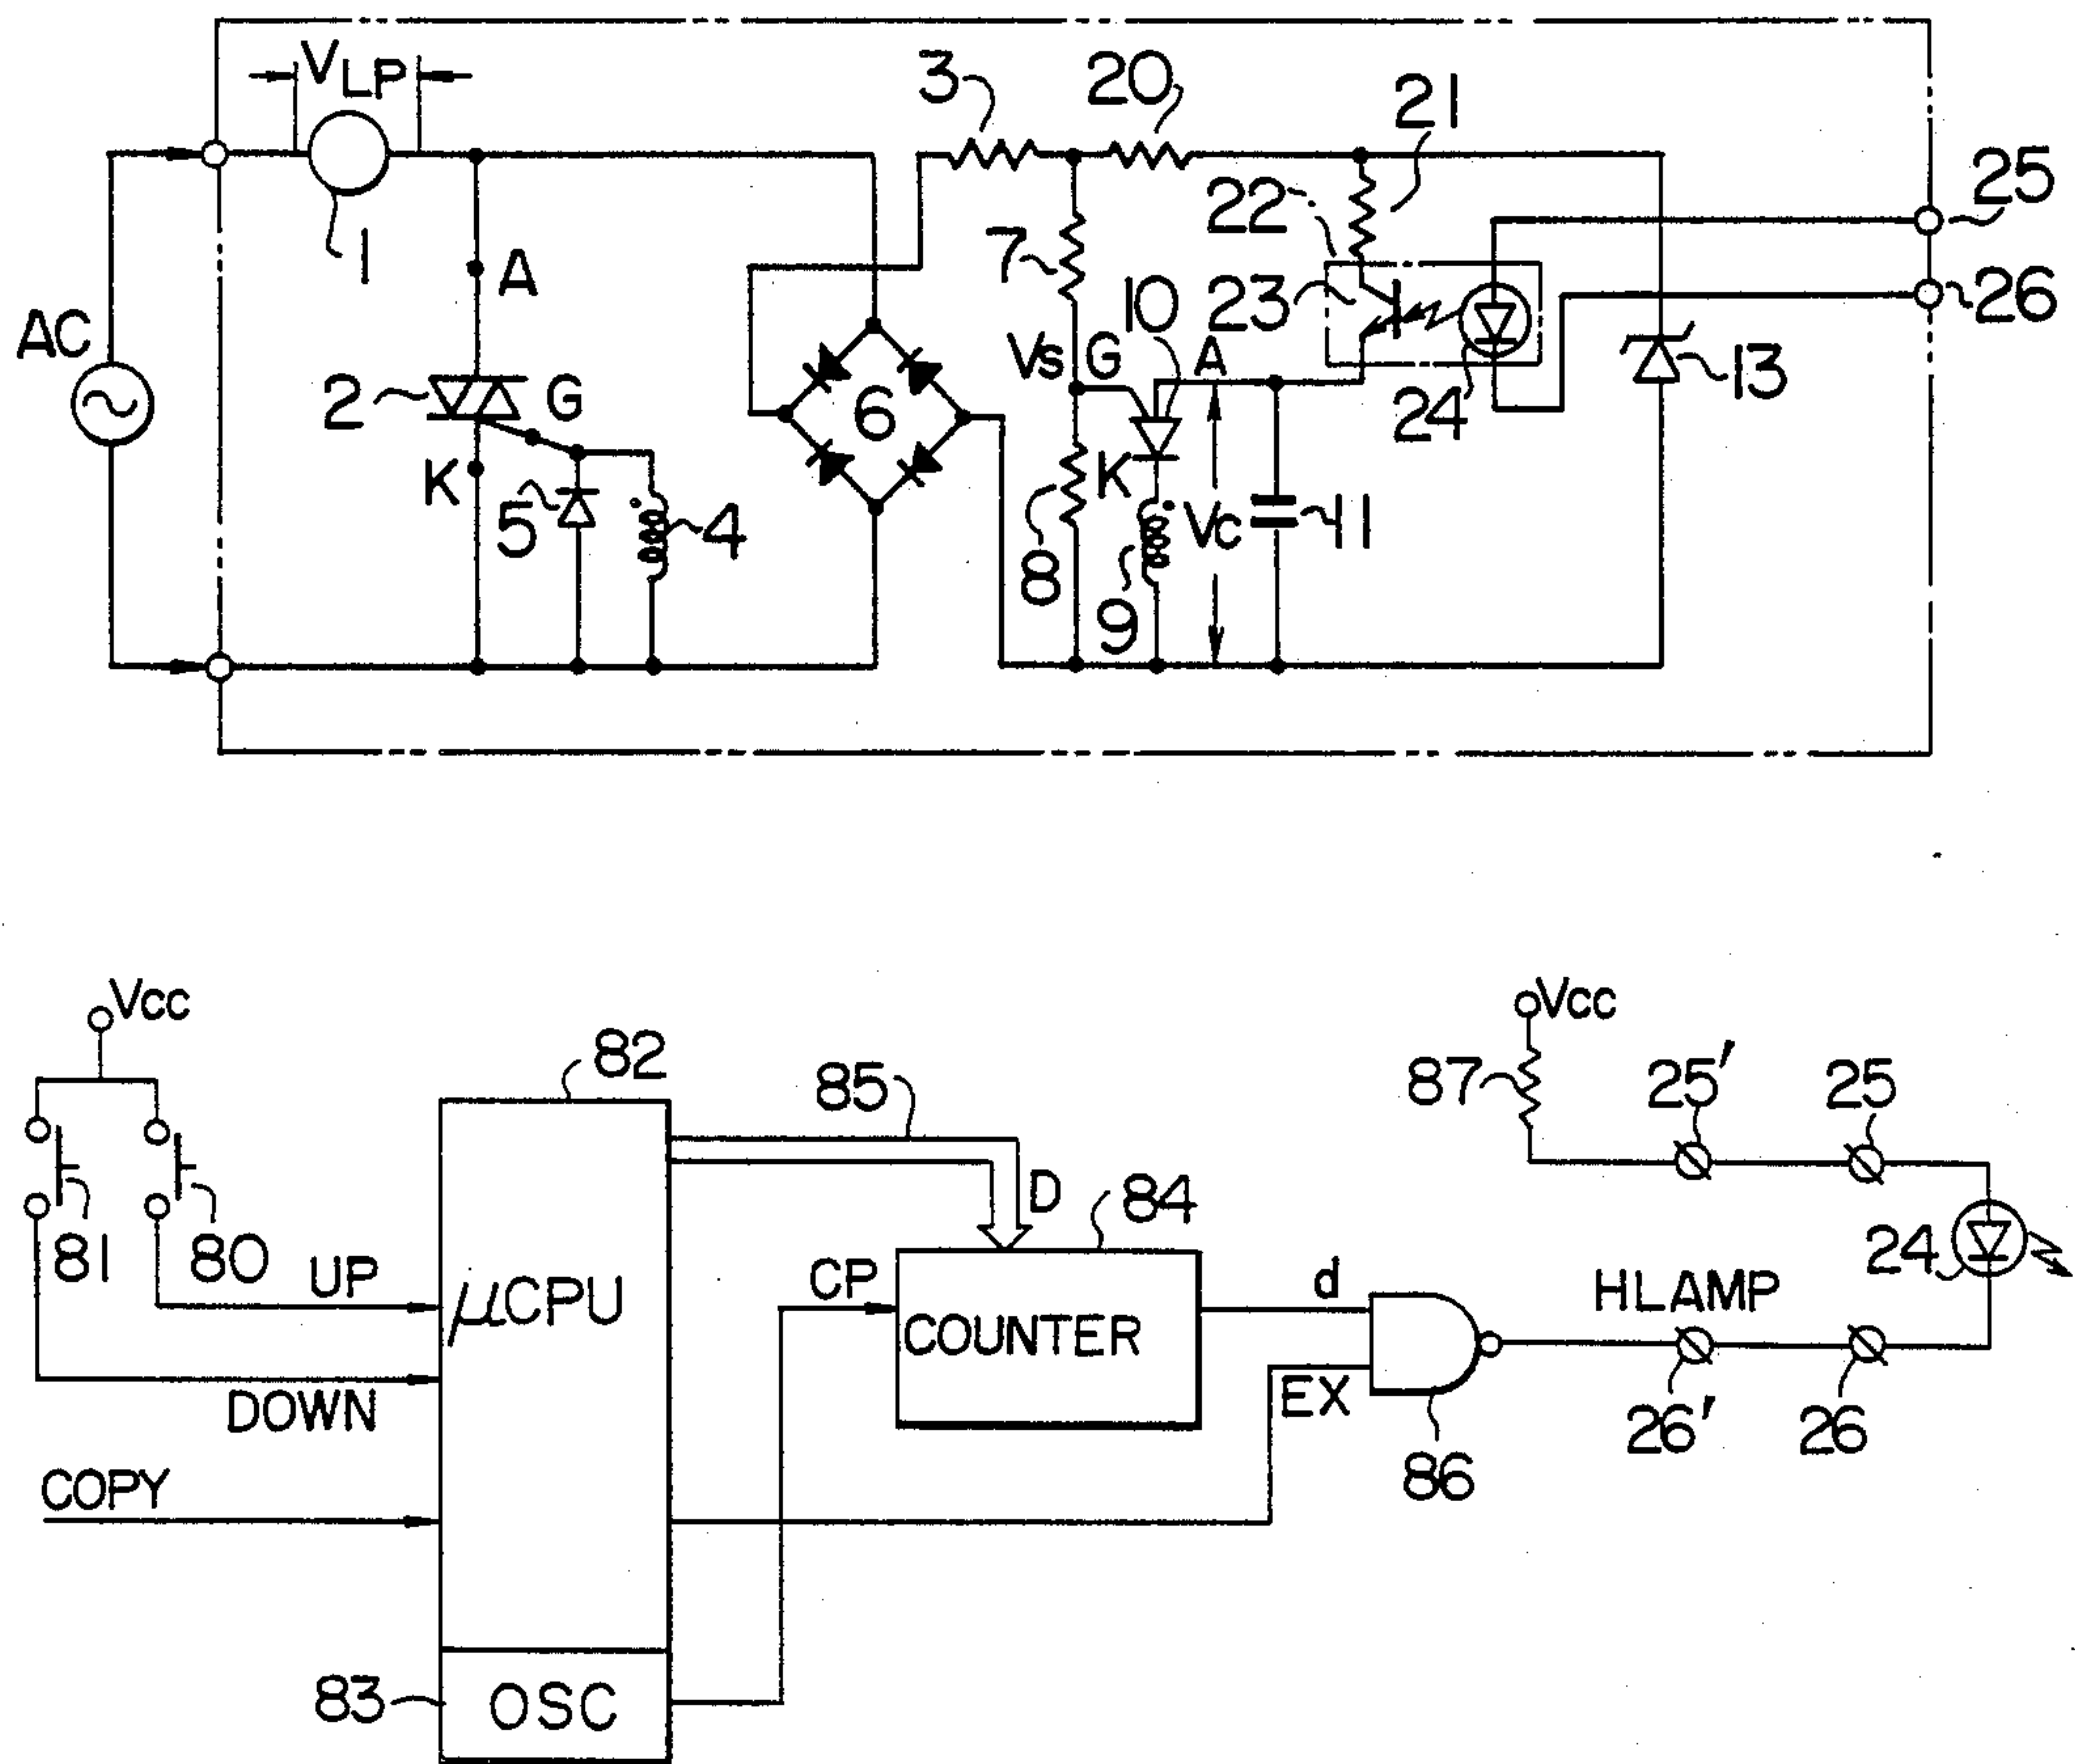 VLP
3
20
21
25
1
A
22
7
23
10
26
AC
Vs
G
A
2
G
6
24
13
K
K
5
4
8
9
Vc
11
Vcc
82
85
Vcc
87
25'
25
81
80
UP
μCPU
D
84
CP
COUNTER
d
HLAMP
24
DOWN
EX
86
26'
26
COPY
83
OSC